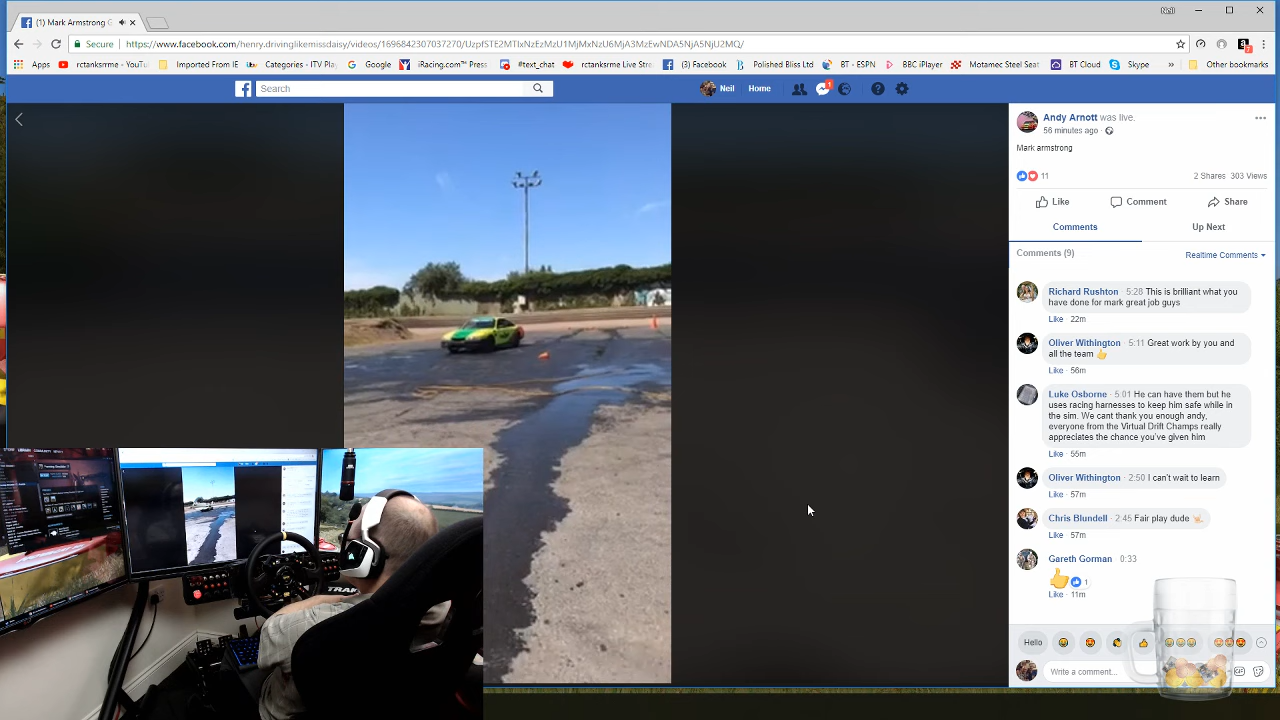 (1) Mark Armstrong G
Neil
Secure https://www.facebook.com/henry.drivinglikemissdaisy/videos/1696842307037270/UzpfSTE2MTIxNzEzMzU1MjMxNzU6MjA3MzEwNDA5NjA5NjU2MQ/
Apps rctanksrme - YouTu Imported From IE Categories - ITV Pla Google iRacing.com™ Press #text_chat rctanksrme Live Stre (3) Facebook Polished Bliss Ltd BT - ESPN BBC iPlayer Motamec Steel Seat BT Cloud Skype » Other bookmarks
Search Neil Home
Andy Arnott was live.
56 minutes ago ·
Mark armstrong
11 2 Shares 303 Views
Like Comment Share
Comments Up Next
Comments (9) Realtime Comments
Richard Rushton · 5:28 This is brilliant what you
have done for mark great job guys
Like · 22m
Oliver Withington · 5:11 Great work by you and
all the team
Like · 56m
Luke Osborne · 5:01 He can have them but he
uses racing harnesses to keep him safe while in
the sim. We cant thank you enough andy,
everyone from the Virtual Drift Champs really
appreciates the chance you've given him
Like · 55m
Oliver Withington · 2:50 I can't wait to learn
Like · 57m
Chris Blundell · 2:45 Fair play dude
Like · 57m
Gareth Gorman · 0:33
1
Like · 11m
Hello
Write a comment...
GIF